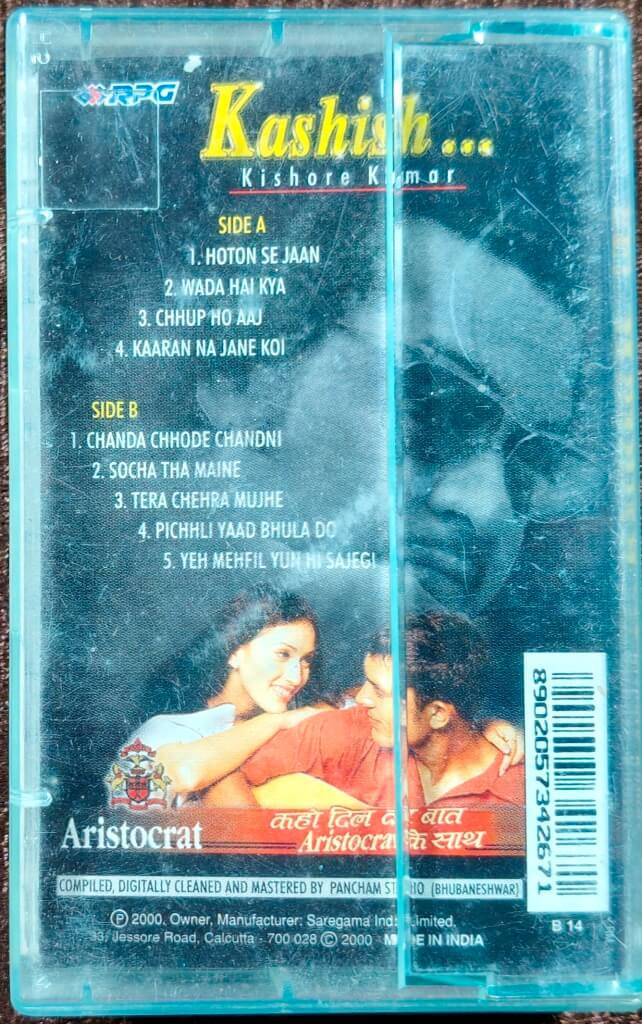 RPG
Kashish...
Kishore Kumar
SIDE A
1. HOTON SE JAAN
2. WADA HAI KYA
3. CHHUP HO AAJ
4. KAARAN NA JANE KOI
SIDE B
1. CHANDA CHHODE CHANDNI
2. SOCHA THA MAINE
3. TERA CHEHRA MUJHE
4. PICHHLI YAAD BHULA DO
5. YEH MEHFIL YUN HI SAJEGI
Aristocrat
कहो दिल की बात
Aristocrat के साथ
8902057342671
COMPILED, DIGITALLY CLEANED AND MASTERED BY PANCHAM STUDIO (BHUBANESHWAR)
℗ 2000. Owner, Manufacturer: Saregama India Limited.
33, Jessore Road, Calcutta - 700 028 © 2000 - MADE IN INDIA
B 14